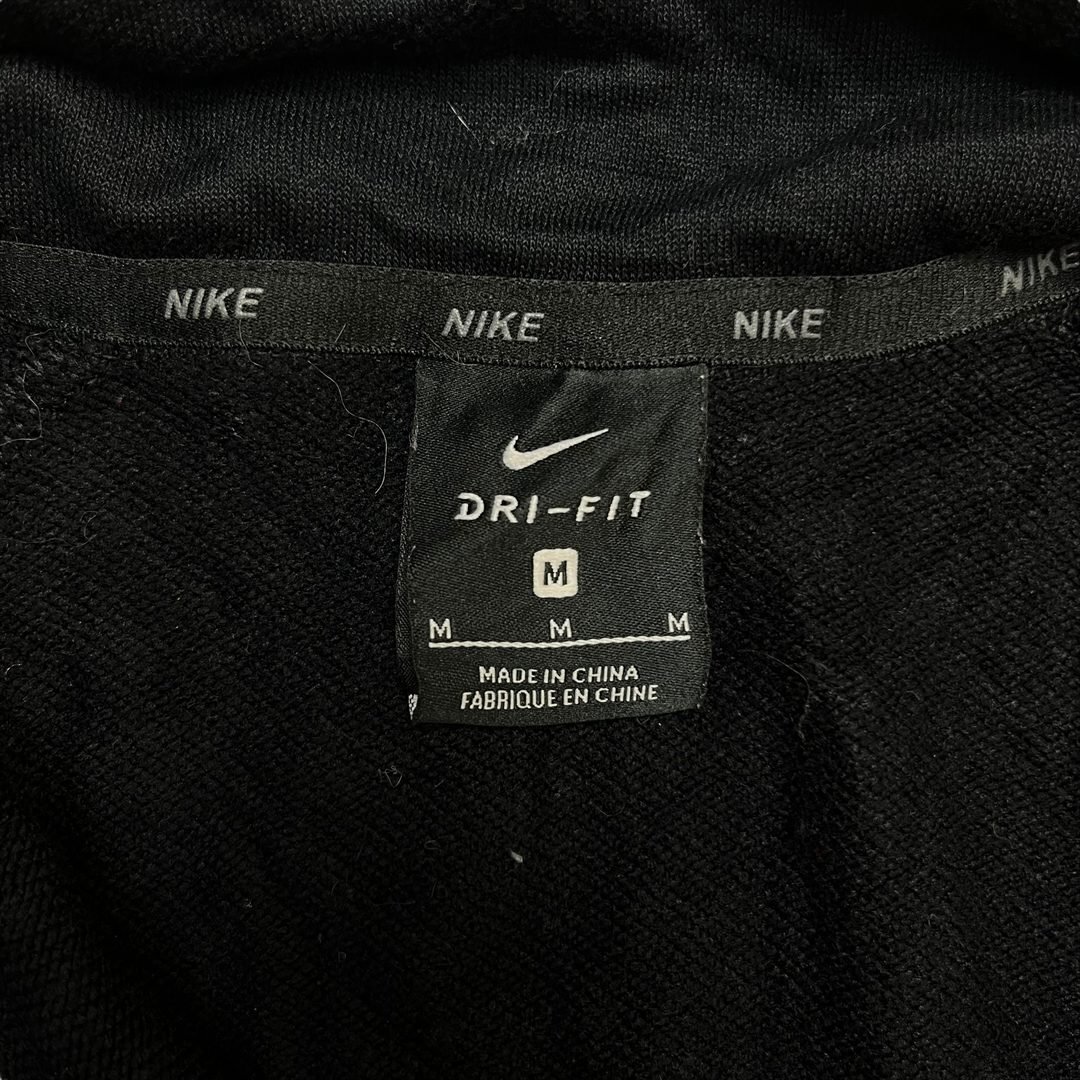 NIKE NIKE NIKE NIKE
DRI-FIT
M
M M M
MADE IN CHINA
FABRIQUE EN CHINE